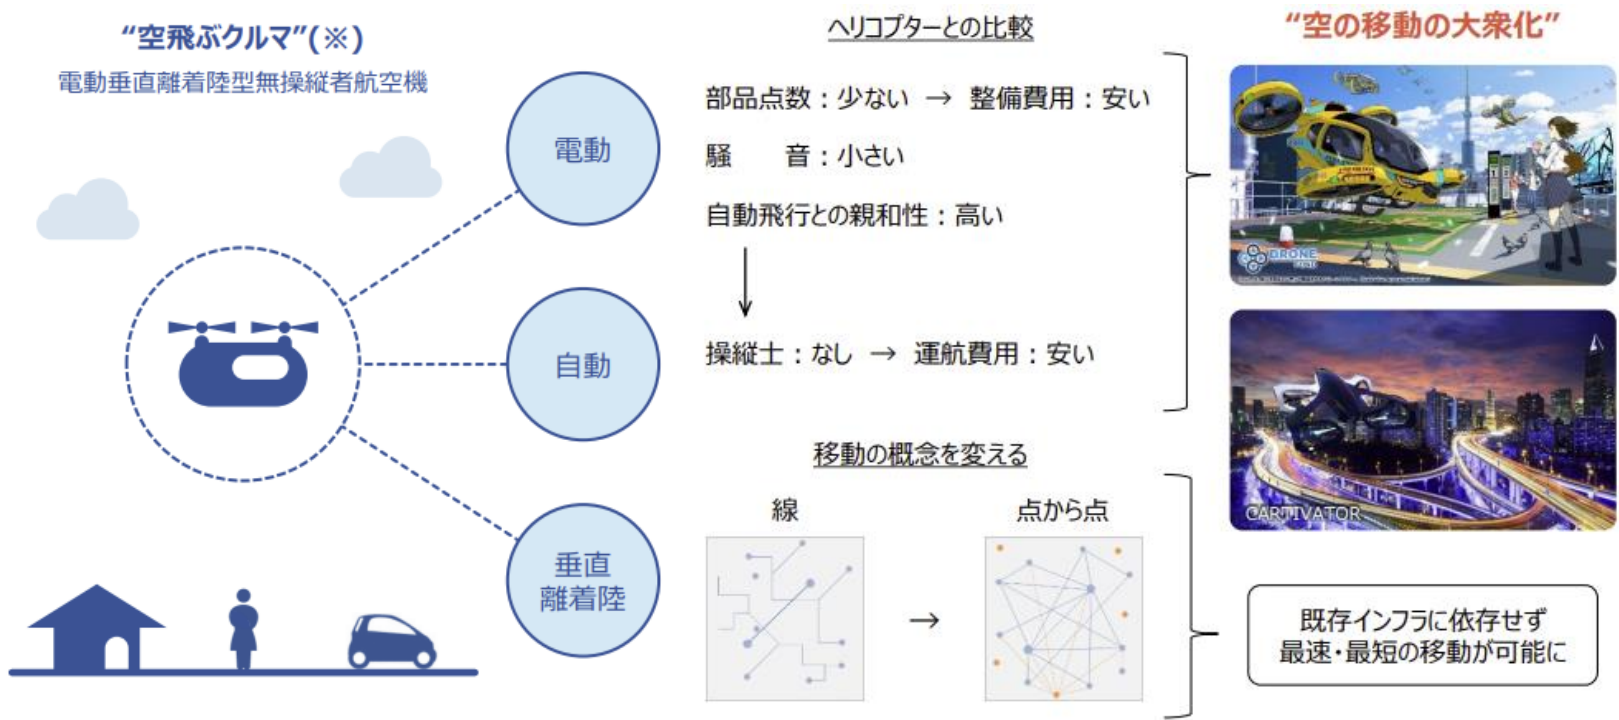 “空飛ぶクルマ”(※)
電動垂直離着陸型無操縦者航空機
電動
自動
垂直
離着陸
ヘリコプターとの比較
部品点数：少ない → 整備費用：安い
騒　　音：小さい
自動飛行との親和性：高い
操縦士：なし → 運航費用：安い
移動の概念を変える
線
点から点
→
“空の移動の大衆化”
DRONE
FUND
CARTIVATOR
既存インフラに依存せず
最速・最短の移動が可能に